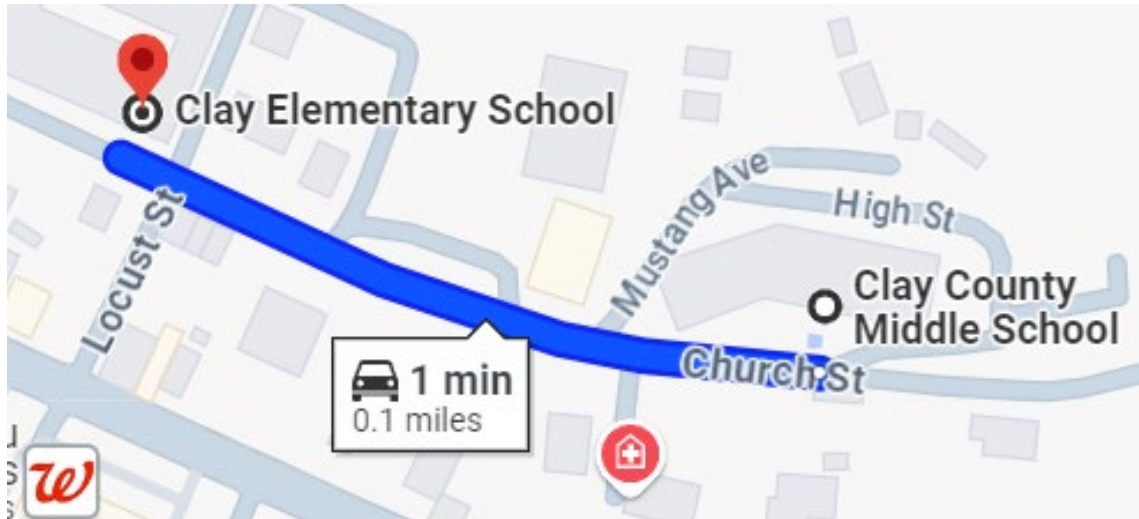 Clay Elementary School
Mustang Ave
High St
Locust St
Clay County
Middle School
1 min
0.1 miles
Church St
W